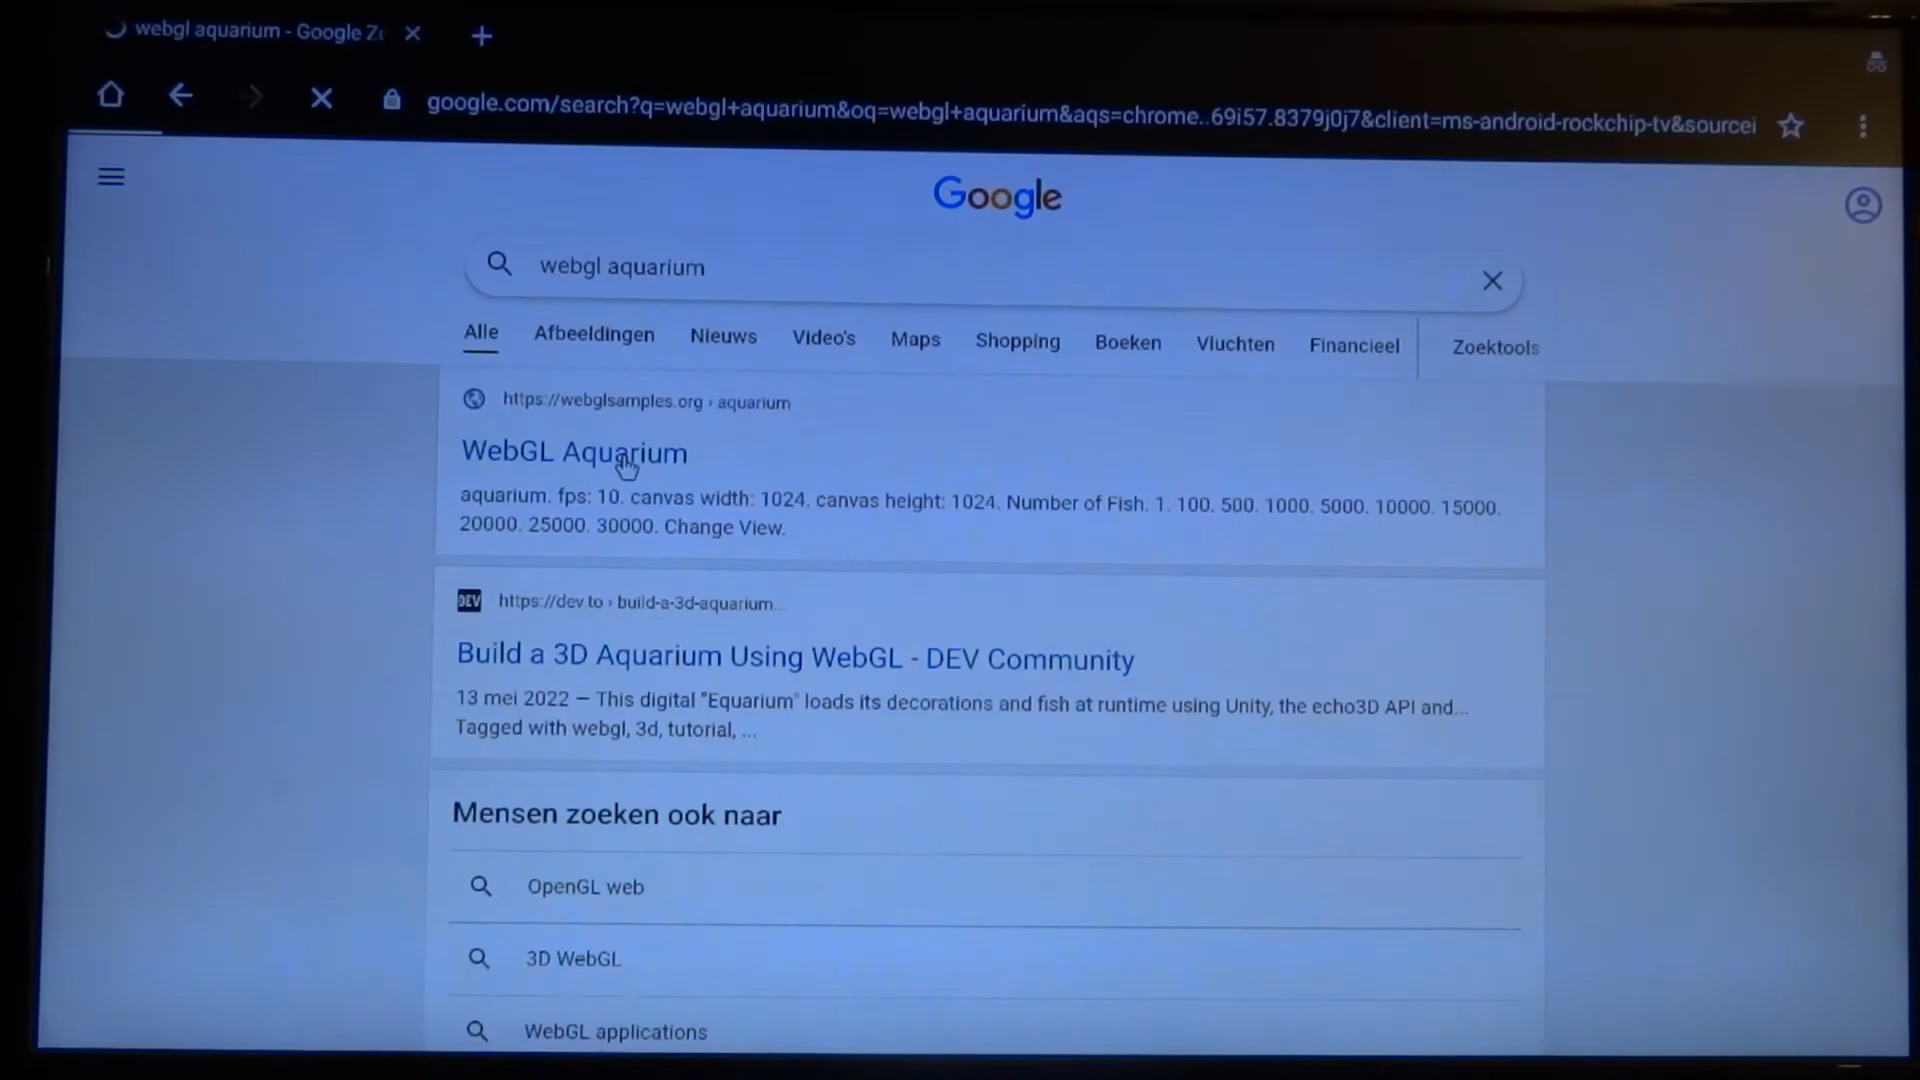 webgl aquarium - Google Zo
google.com/search?q=webgl+aquarium&oq=webgl+aquarium&aqs=chrome..69i57.8379j0j7&client=ms-android-rockchip-tv&sourcei
Google
webgl aquarium
Alle Afbeeldingen Nieuws Video's Maps Shopping Boeken Vluchten Financieel Zoektools
https://webglsamples.org › aquarium
WebGL Aquarium
aquarium. fps: 10. canvas width: 1024. canvas height: 1024. Number of Fish. 1. 100. 500. 1000. 5000. 10000. 15000.
20000. 25000. 30000. Change View.
DEV https://dev.to › build-a-3d-aquarium...
Build a 3D Aquarium Using WebGL - DEV Community
13 mei 2022 — This digital "Equarium" loads its decorations and fish at runtime using Unity, the echo3D API and...
Tagged with webgl, 3d, tutorial, ...
Mensen zoeken ook naar
OpenGL web
3D WebGL
WebGL applications